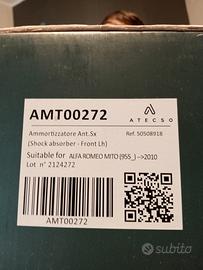 AMT00272
ATECSO
Ammortizzatore Ant.Sx
Ref. 50508918
(Shock absorber - Front Lh)
Suitable for ALFA ROMEO MITO (955_) -->2010
Lot n° 2124272
AMT00272
subito